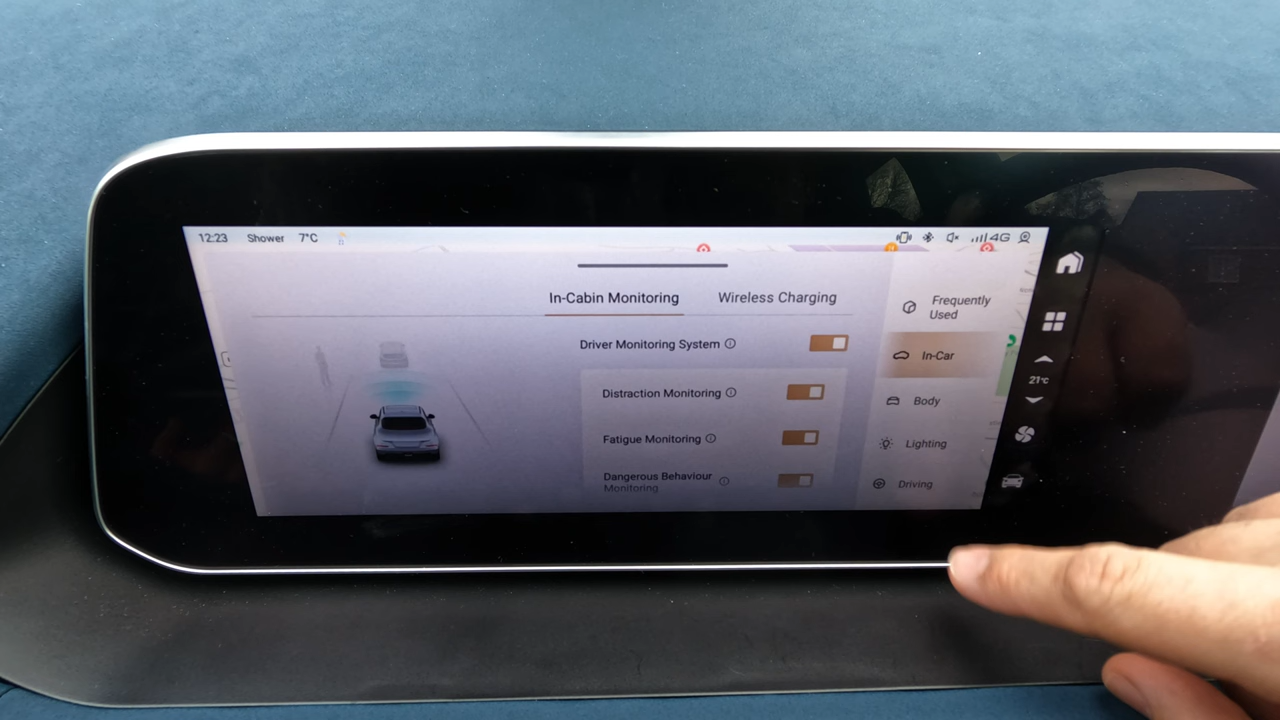 12:23 Shower 7°C 4G
In-Cabin Monitoring Wireless Charging
Driver Monitoring System
Distraction Monitoring
Fatigue Monitoring
Dangerous Behaviour
Monitoring
Frequently
Used
In-Car
Body
Lighting
Driving
21°C